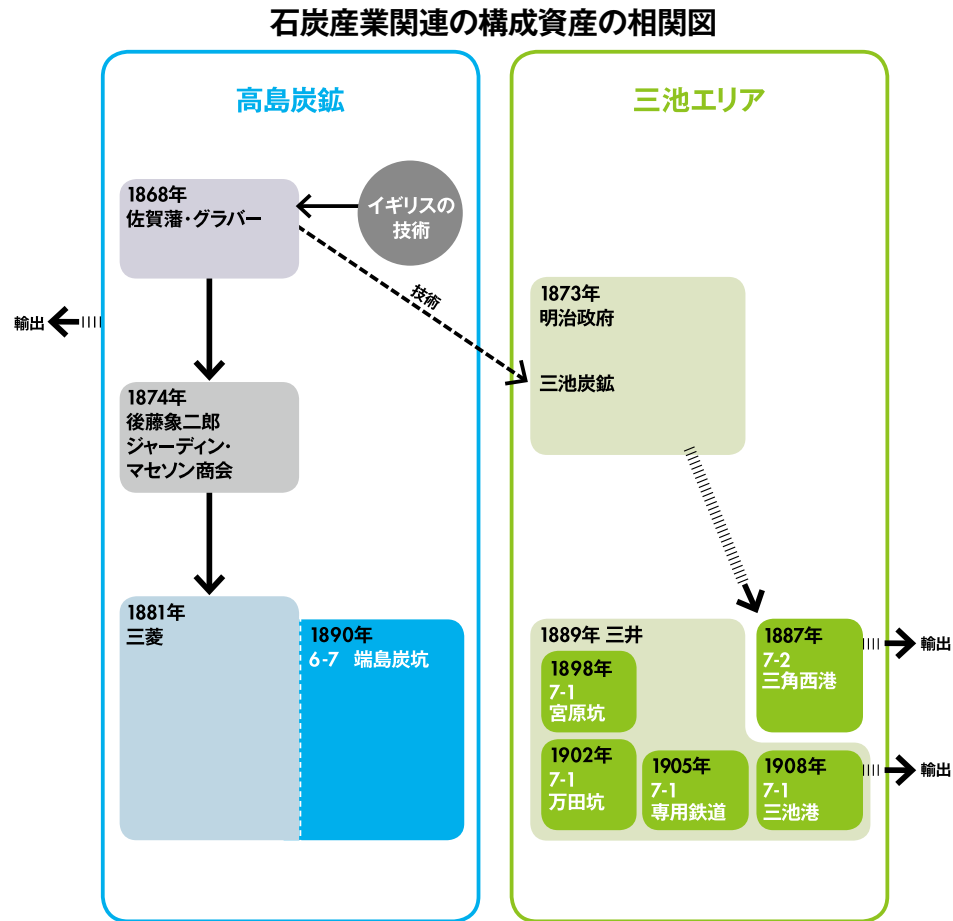 石炭産業関連の構成資産の相関図
高島炭鉱
1868年
佐賀藩・グラバー
イギリスの
技術
技術
輸出
1874年
後藤象二郎
ジャーディン・
マセソン商会
1881年
三菱
1890年
6-7 端島炭坑
三池エリア
1873年
明治政府
三池炭鉱
1889年 三井
1898年
7-1
宮原坑
1902年
7-1
万田坑
1905年
7-1
専用鉄道
1887年
7-2
三角西港
輸出
1908年
7-1
三池港
輸出